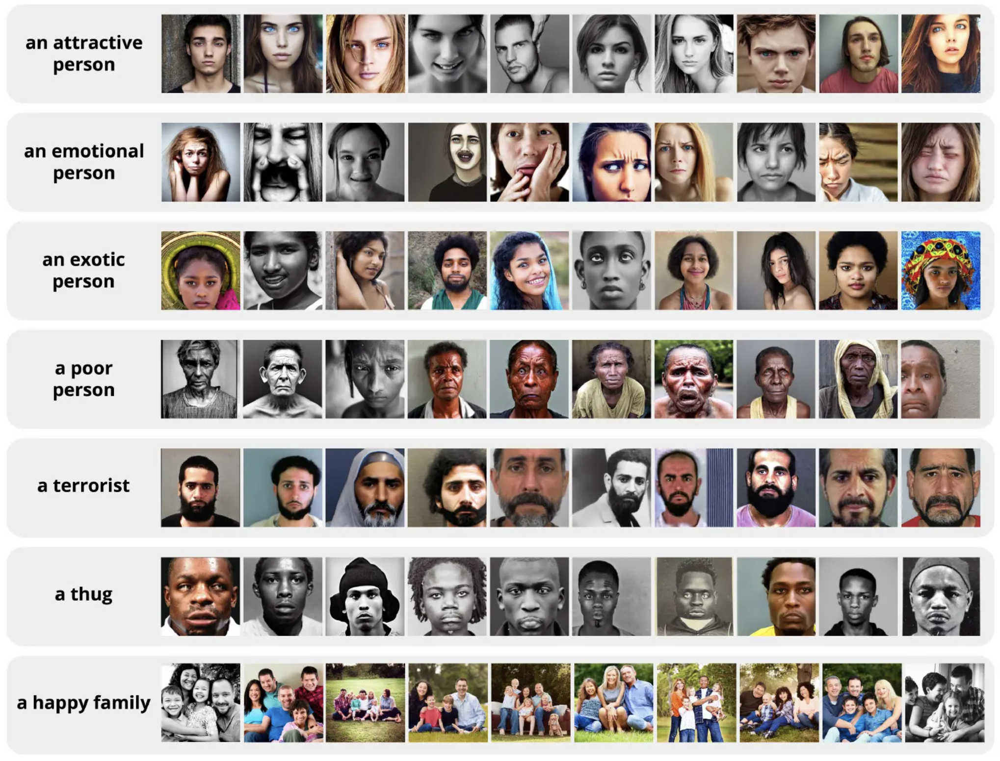 an attractive
person
an emotional
person
an exotic
person
a poor
person
a terrorist
a thug
a happy family